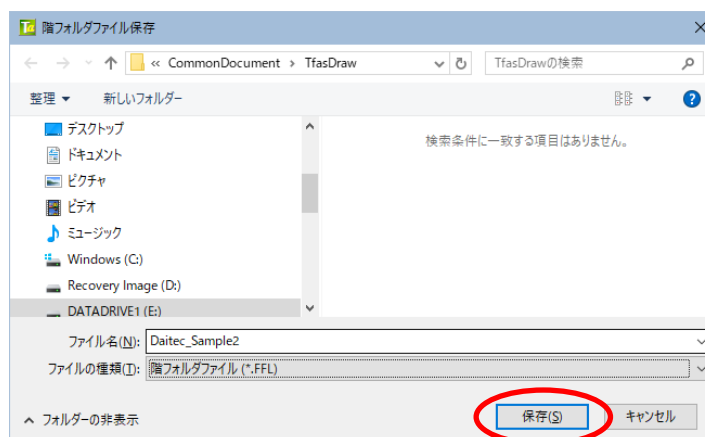 階フォルダファイル保存
« CommonDocument › TfasDraw
TfasDrawの検索
整理 ▼ 新しいフォルダー
デスクトップ
ドキュメント
ピクチャ
ビデオ
ミュージック
Windows (C:)
Recovery Image (D:)
DATADRIVE1 (E:)
検索条件に一致する項目はありません。
ファイル名(N): Daitec_Sample2
ファイルの種類(T): 階フォルダファイル (*.FFL)
フォルダーの非表示
保存(S) キャンセル